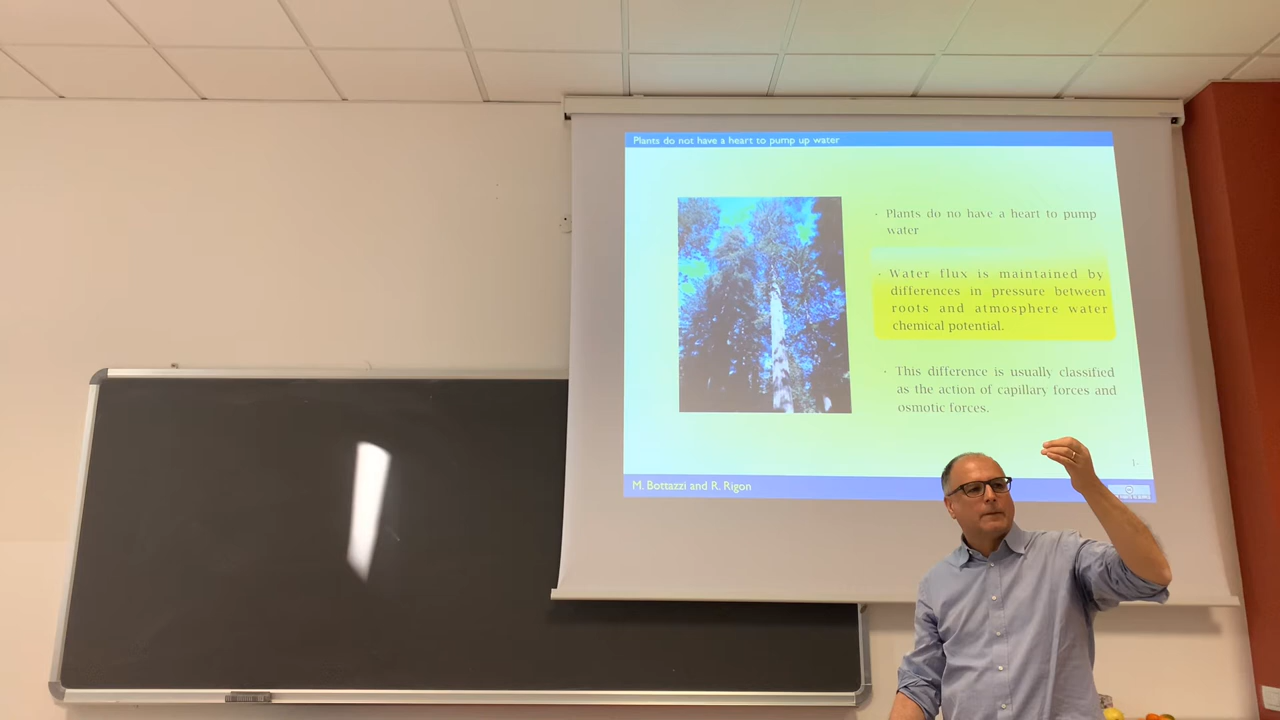 Plants do not have a heart to pump up water
· Plants do no have a heart to pump
water
· Water flux is maintained by
differences in pressure between
roots and atmosphere water
chemical potential.
· This difference is usually classified
as the action of capillary forces and
osmotic forces.
M. Bottazzi and R. Rigon